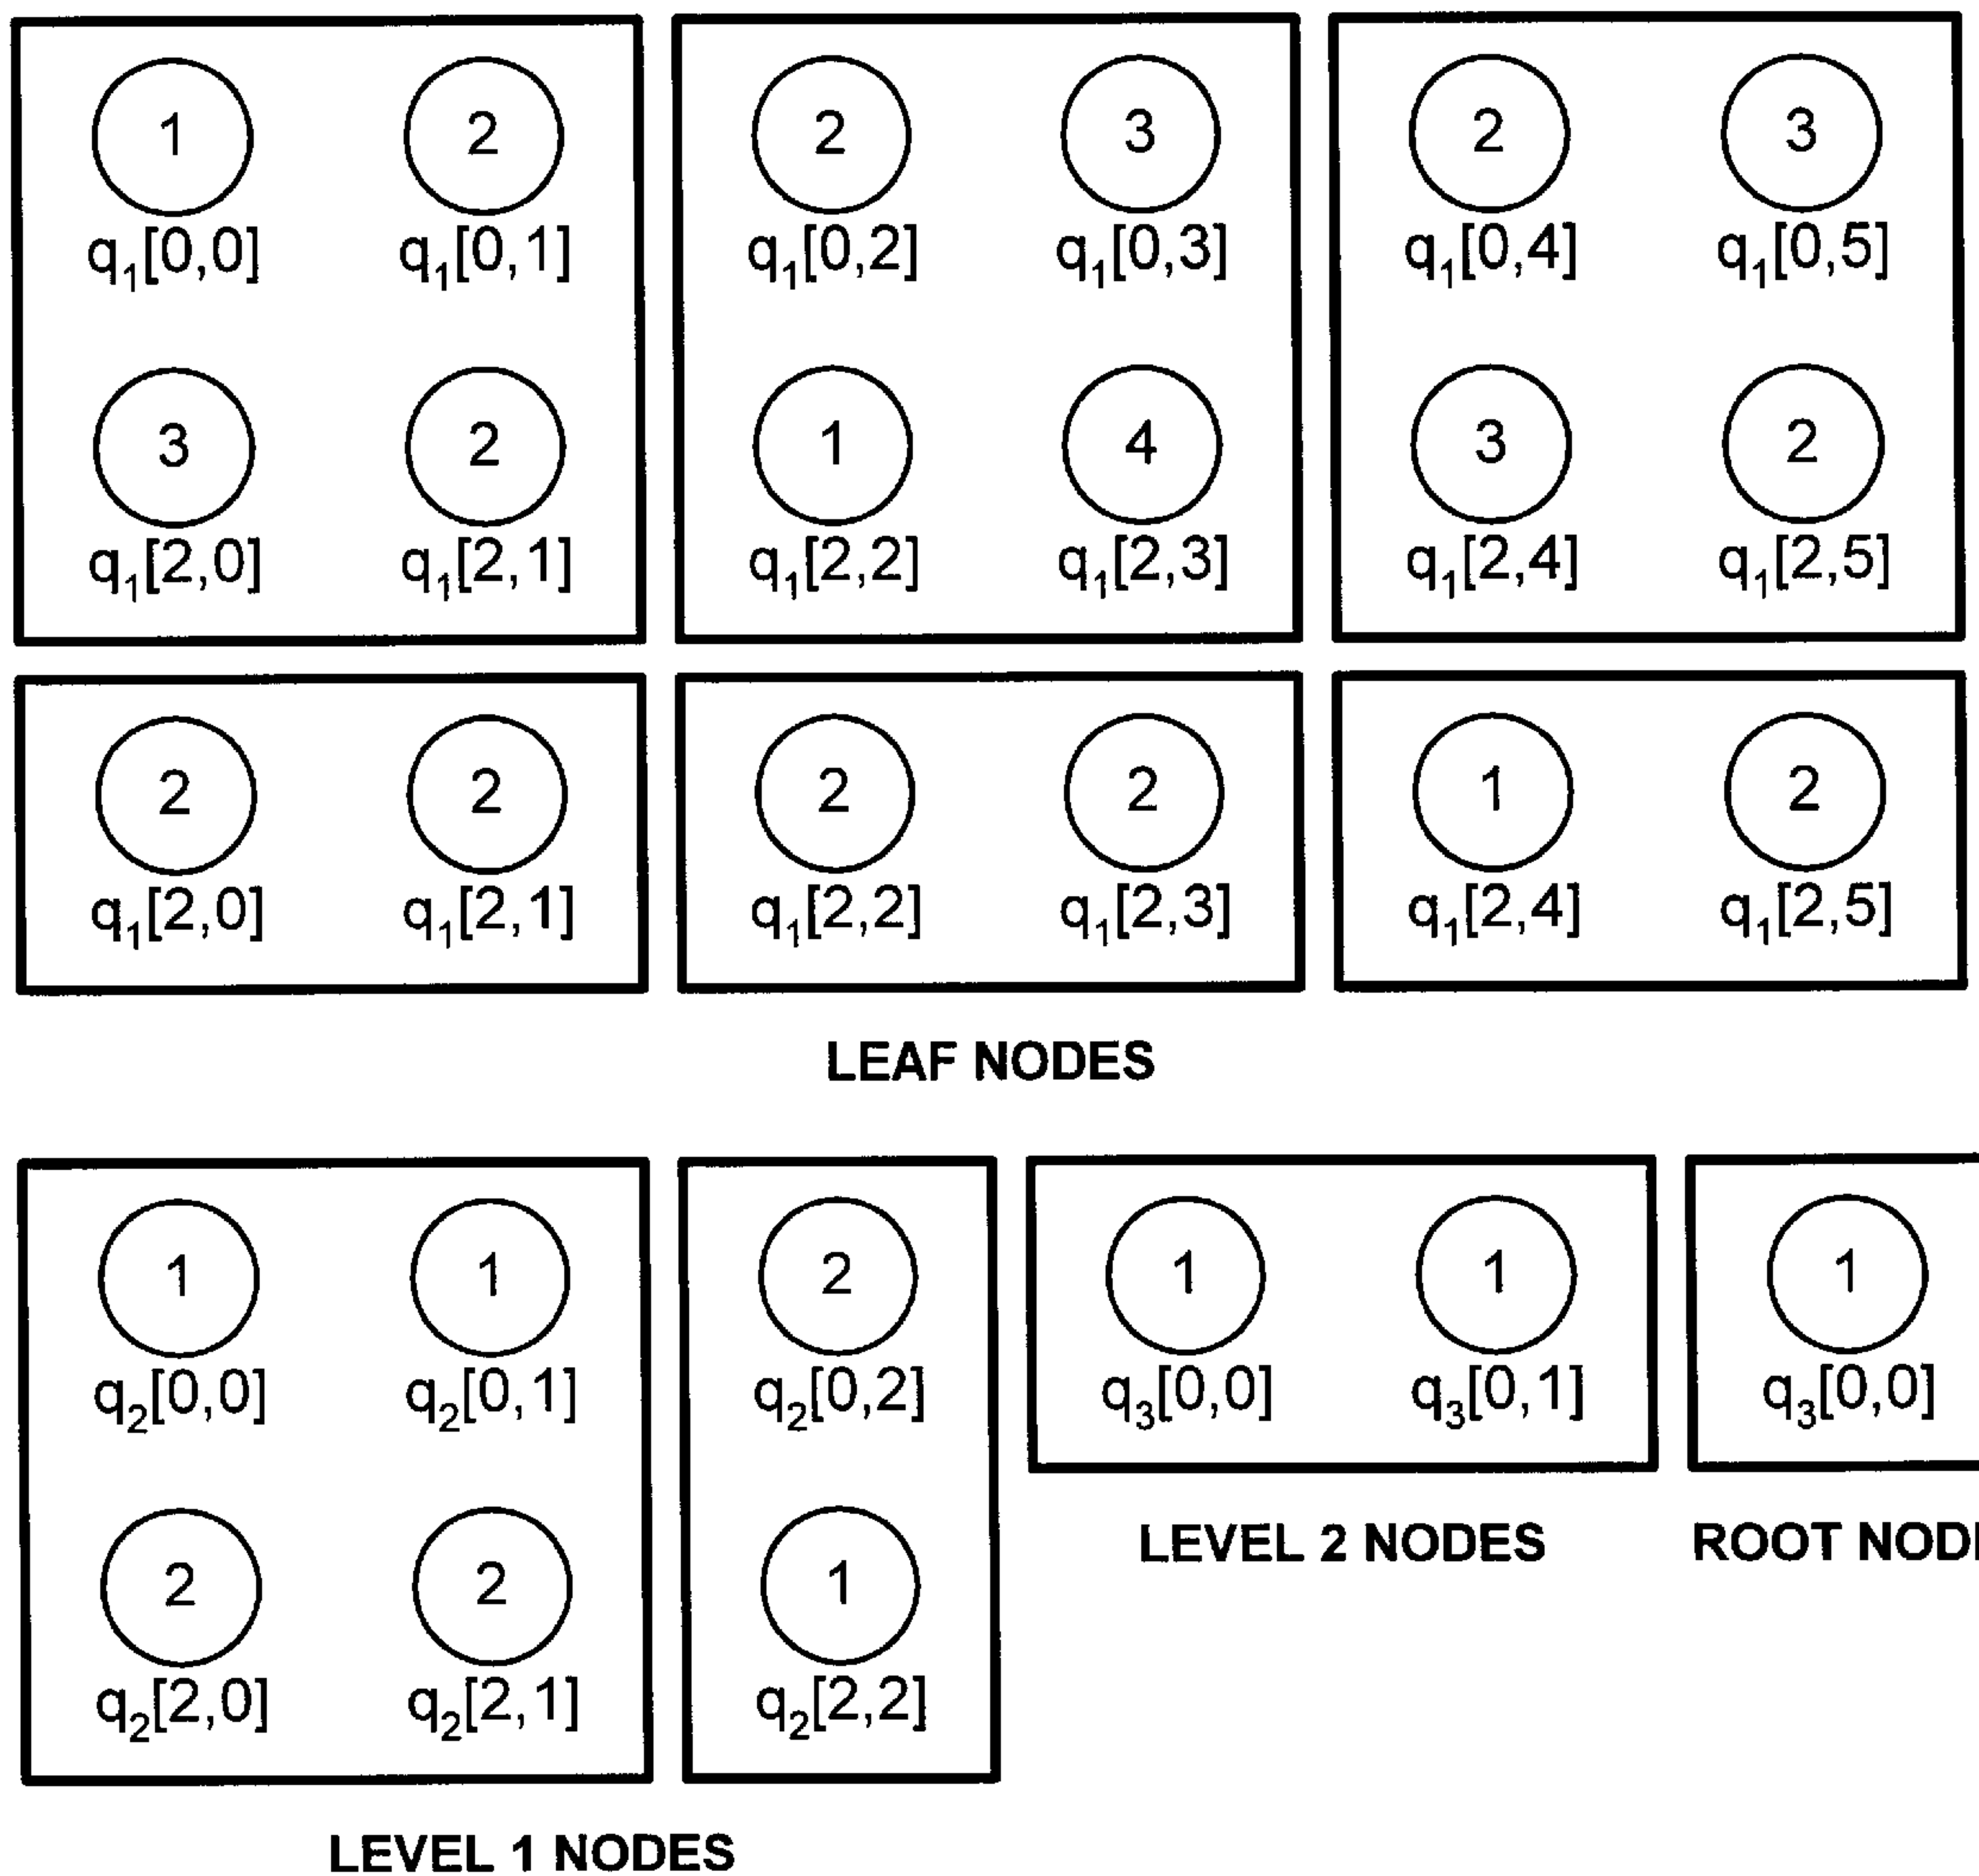 1 2 2 3 2 3
q₁[0,0] q₁[0,1] q₁[0,2] q₁[0,3] q₁[0,4] q₁[0,5]
3 2 1 4 3 2
q₁[2,0] q₁[2,1] q₁[2,2] q₁[2,3] q₁[2,4] q₁[2,5]
2 2 2 2 1 2
q₁[2,0] q₁[2,1] q₁[2,2] q₁[2,3] q₁[2,4] q₁[2,5]
LEAF NODES
1 1 2 1 1 1
q₂[0,0] q₂[0,1] q₂[0,2] q₃[0,0] q₃[0,1] q₃[0,0]
LEVEL 2 NODES ROOT NOD
2 2 1
q₂[2,0] q₂[2,1] q₂[2,2]
LEVEL 1 NODES